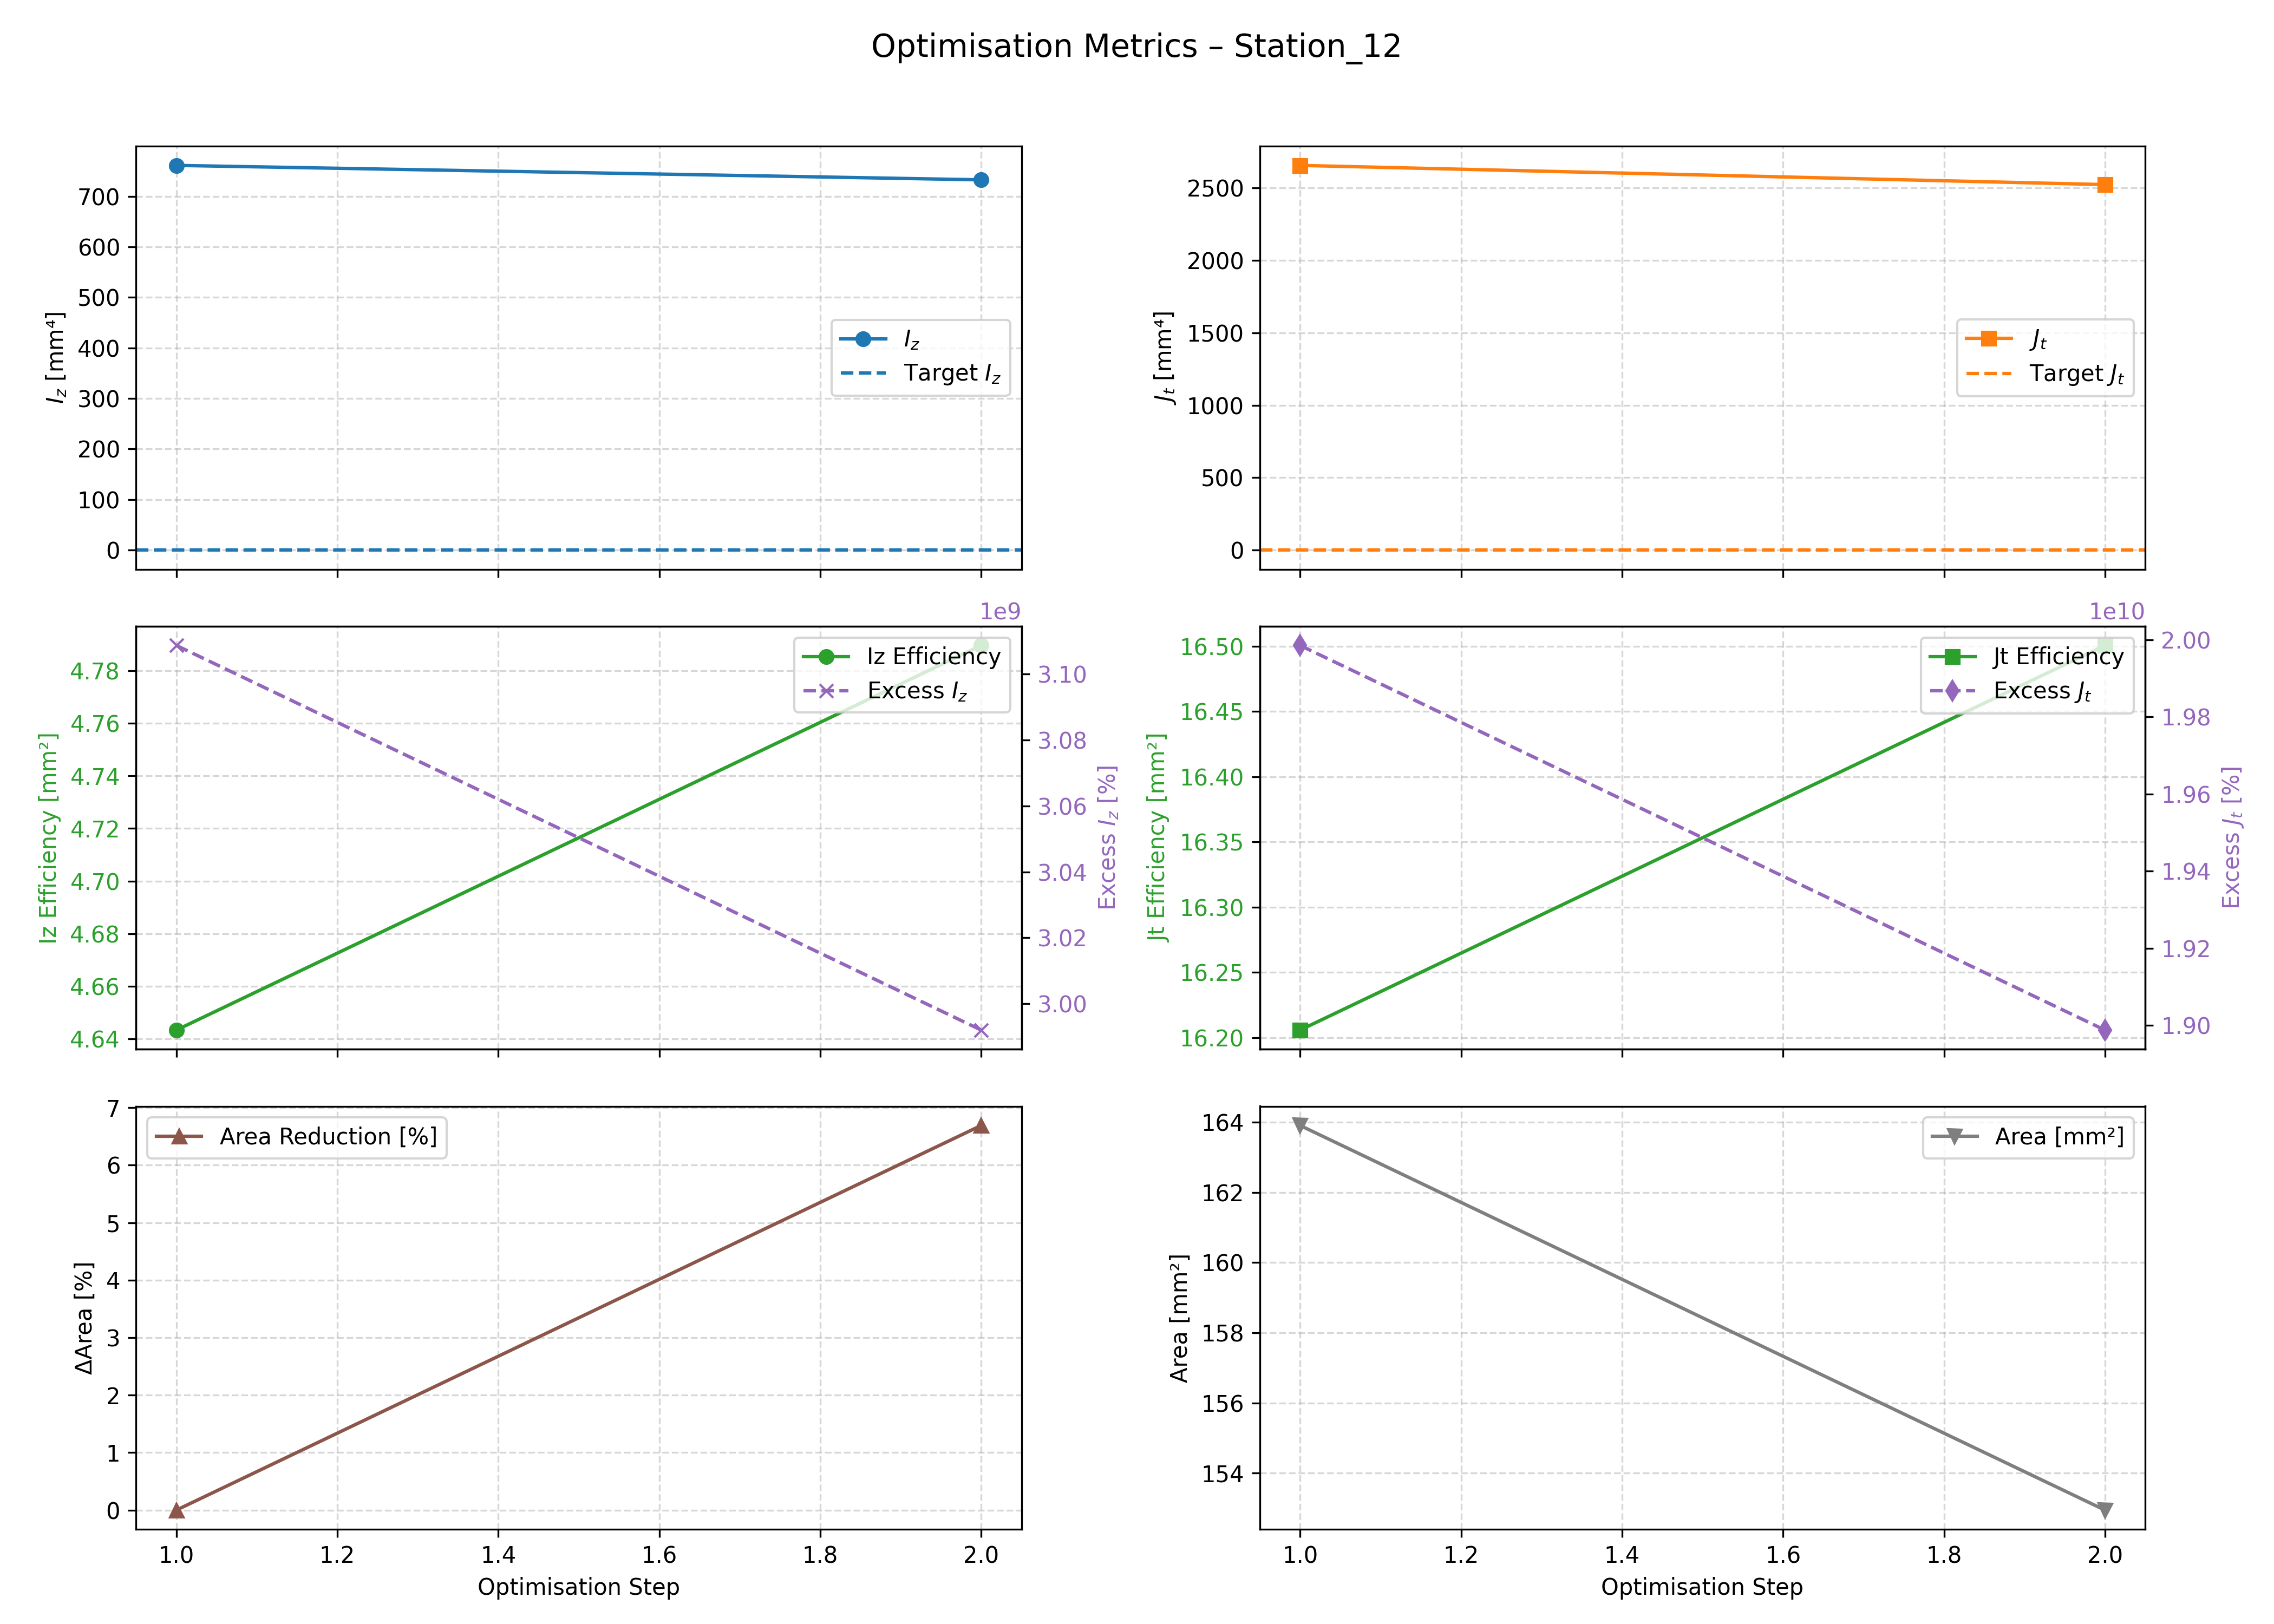 Optimisation Metrics – Station_12
700
600
500
400
300
200
100
0
I_z [mm⁴]
I_z
Target I_z
2500
2000
1500
1000
500
0
J_t [mm⁴]
J_t
Target J_t
1e9
4.78
4.76
4.74
4.72
4.70
4.68
4.66
4.64
Iz Efficiency [mm²]
Iz Efficiency
Excess I_z
3.10
3.08
3.06
3.04
3.02
3.00
Excess I_z [%]
1e10
16.50
16.45
16.40
16.35
16.30
16.25
16.20
Jt Efficiency [mm²]
Jt Efficiency
Excess J_t
2.00
1.98
1.96
1.94
1.92
1.90
Excess J_t [%]
7
6
5
4
3
2
1
0
ΔArea [%]
Area Reduction [%]
1.0 1.2 1.4 1.6 1.8 2.0
Optimisation Step
164
162
160
158
156
154
Area [mm²]
Area [mm²]
1.0 1.2 1.4 1.6 1.8 2.0
Optimisation Step